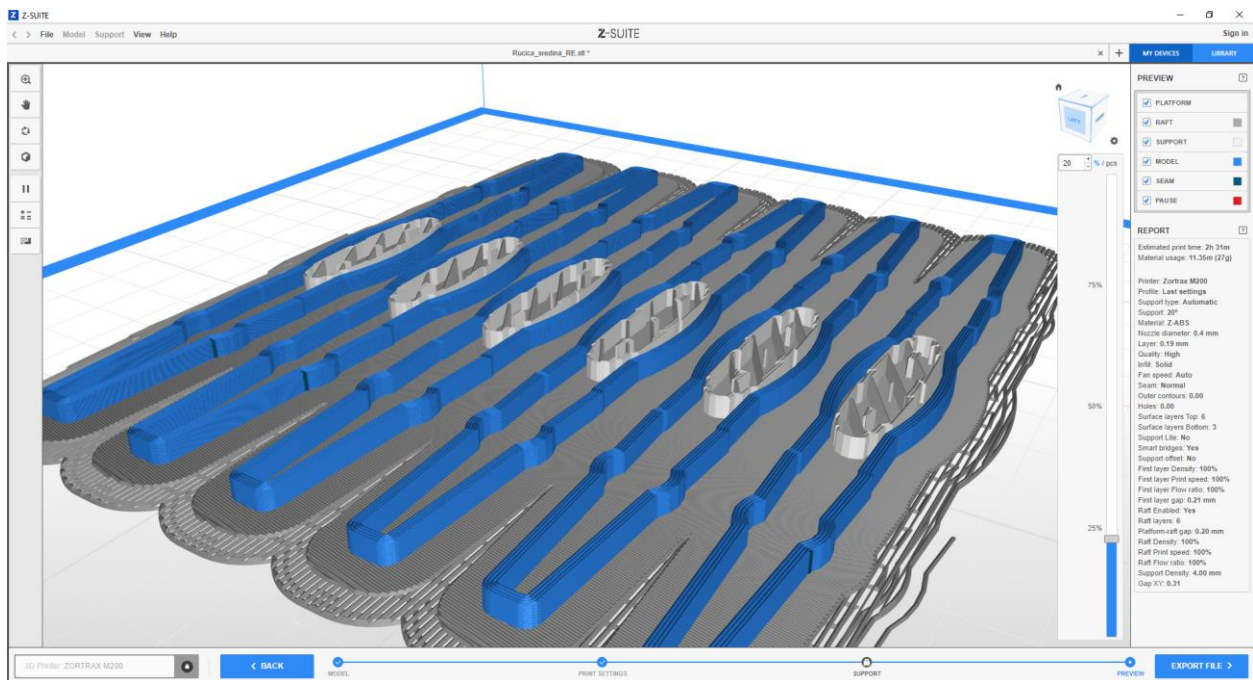 Z-SUITE
File Model Support View Help
Z-SUITE
Sign in
Rucica_sredina_RE.stl *
MY DEVICES
LIBRARY
PREVIEW
PLATFORM
RAFT
SUPPORT
MODEL
SEAM
PAUSE
LEFT
20 % / pcs
75%
50%
25%
REPORT
Estimated print time: 2h 31m
Material usage: 11.35m (27g)
Printer: Zortrax M200
Profile: Last settings
Support type: Automatic
Support: 20°
Material: Z-ABS
Nozzle diameter: 0.4 mm
Layer: 0.19 mm
Quality: High
Infill: Solid
Fan speed: Auto
Seam: Normal
Outer contours: 0.00
Holes: 0.00
Surface layers Top: 6
Surface layers Bottom: 3
Support Lite: No
Smart bridges: Yes
Support offset: No
First layer Density: 100%
First layer Print speed: 100%
First layer Flow ratio: 100%
First layer gap: 0.21 mm
Raft Enabled: Yes
Raft layers: 6
Platform-raft gap: 0.20 mm
Raft Density: 100%
Raft Print speed: 100%
Raft Flow ratio: 100%
Support Density: 4.00 mm
Gap XY: 0.31
3D Printer: ZORTRAX M200
BACK
MODEL
PRINT SETTINGS
SUPPORT
PREVIEW
EXPORT FILE